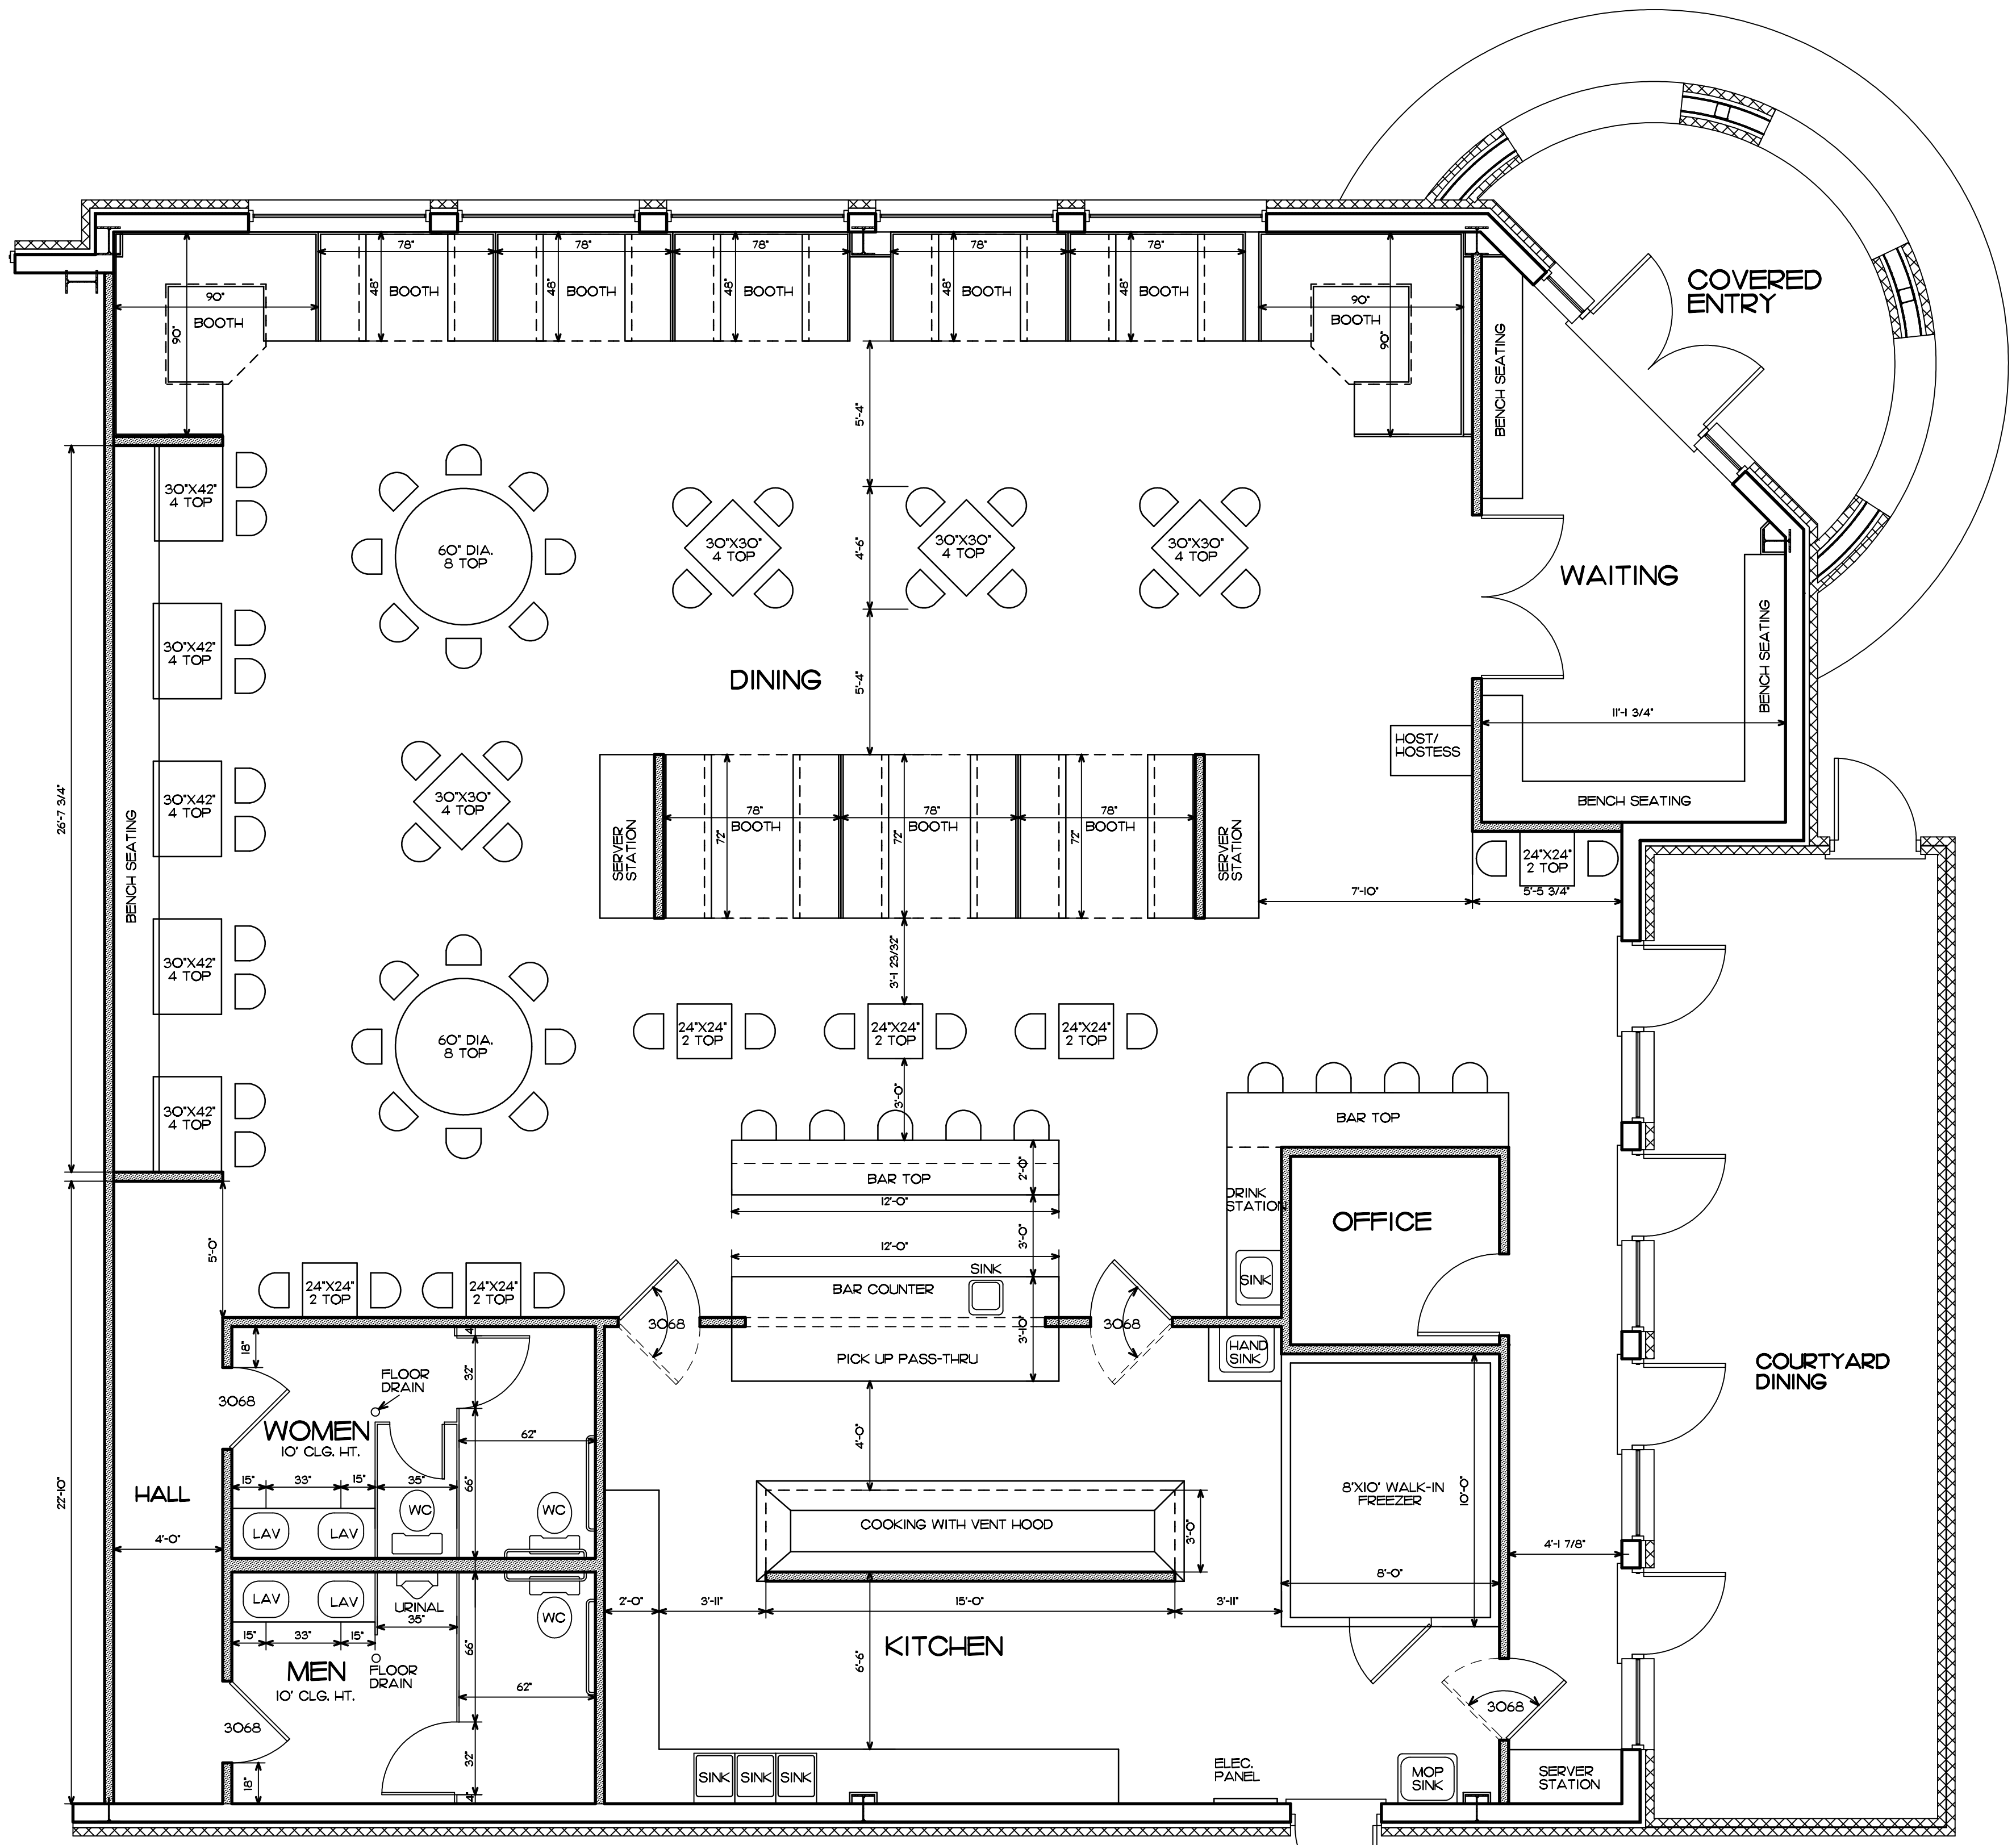 COVERED
ENTRY
78"
78"
78"
78"
78"
90"
90"
48"
BOOTH
48"
BOOTH
48"
BOOTH
48"
BOOTH
48"
BOOTH
90"
BOOTH
90"
BOOTH
BENCH SEATING
5'-4"
30"X42"
4 TOP
60" DIA.
8 TOP
30"X30"
4 TOP
4'-6"
30"X30"
4 TOP
30"X30"
4 TOP
WAITING
30"X42"
4 TOP
DINING
5'-4"
BENCH SEATING
11'-1 3/4"
HOST/
HOSTESS
26'-7 3/4"
BENCH SEATING
30"X42"
4 TOP
30"X30"
4 TOP
SERVER
STATION
78"
BOOTH
72"
78"
BOOTH
72"
78"
BOOTH
72"
SERVER
STATION
BENCH SEATING
24"X24"
2 TOP
7'-10"
5'-5 3/4"
30"X42"
4 TOP
3'-1 23/32"
60" DIA.
8 TOP
24"X24"
2 TOP
24"X24"
2 TOP
24"X24"
2 TOP
30"X42"
4 TOP
3'-0"
BAR TOP
BAR TOP
2'-0"
12'-0"
DRINK
STATION
OFFICE
5'-0"
12'-0"
3'-0"
SINK
24"X24"
2 TOP
24"X24"
2 TOP
BAR COUNTER
SINK
3068
3'-10"
3068
4"
18"
32"
PICK UP PASS-THRU
HAND
SINK
COURTYARD
DINING
FLOOR
DRAIN
3068
WOMEN
10' CLG. HT.
62"
4'-0"
15"
33"
15"
35"
66"
HALL
22'-10"
WC
WC
LAV
LAV
COOKING WITH VENT HOOD
3'-0"
8'X10' WALK-IN
FREEZER
10'-0"
4'-0"
4'-1 7/8"
8'-0"
LAV
LAV
URINAL
35"
WC
2'-0"
3'-11"
15'-0"
3'-11"
15"
33"
15"
66"
KITCHEN
6'-6"
MEN
10' CLG. HT.
FLOOR
DRAIN
62"
3068
3068
32"
18"
4"
SINK
SINK
SINK
ELEC.
PANEL
MOP
SINK
SERVER
STATION